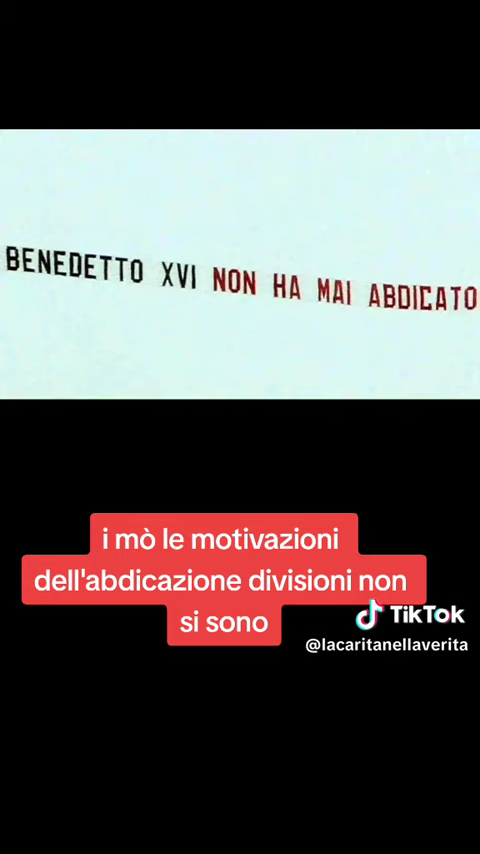 BENEDETTO XVI NON HA MAI ABDICATO
i mò le motivazioni
dell'abdicazione divisioni non
si sono
TikTok
@lacaritanellaverita